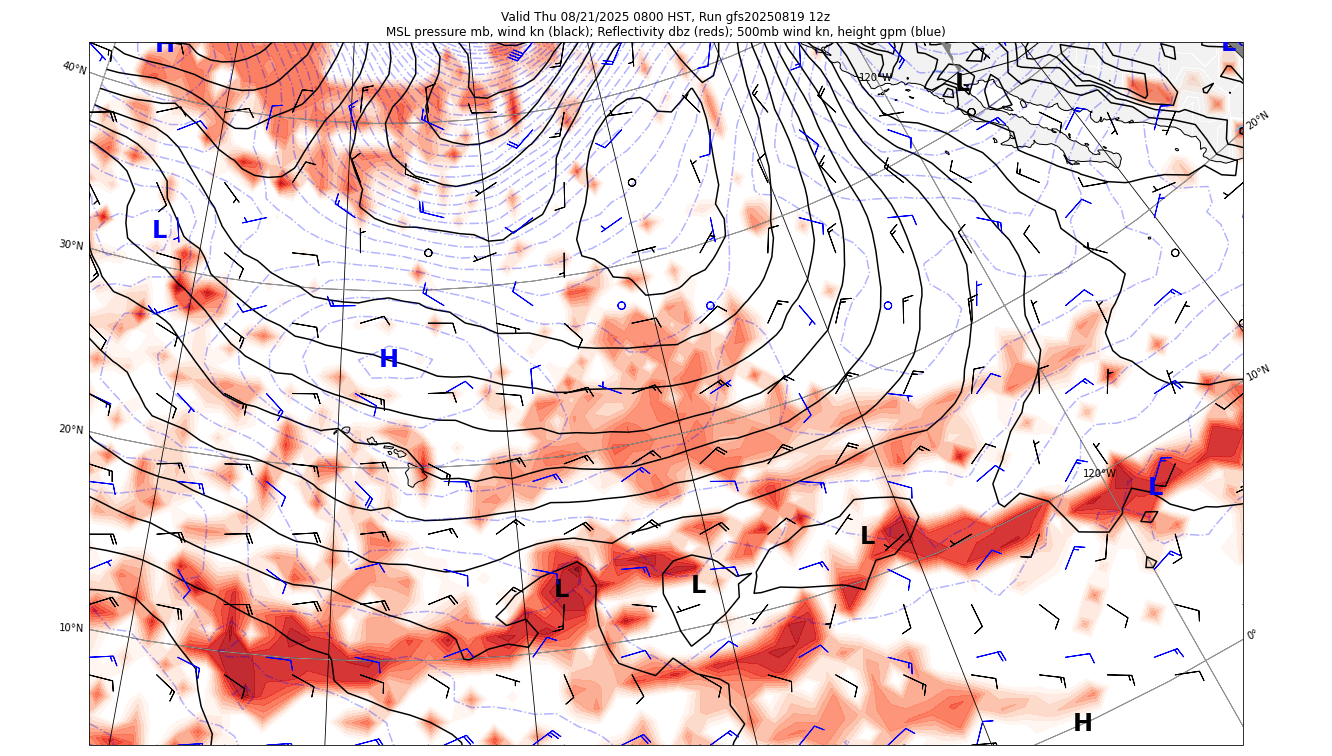 Valid Thu 08/21/2025 0800 HST, Run gfs20250819 12z
MSL pressure mb, wind kn (black); Reflectivity dbz (reds); 500mb wind kn, height gpm (blue)
H
L
40°N
120°W
L
20°N
L
30°N
H
10°N
20°N
120°W
L
L
L
L
10°N
0°
H